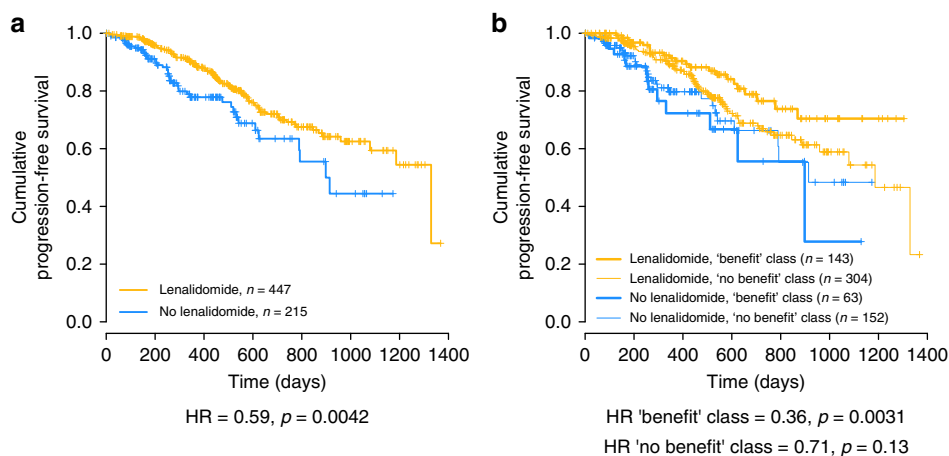 a
Cumulative
progression-free survival
1.0
0.8
0.6
0.4
0.2
0.0
Lenalidomide, n = 447
No lenalidomide, n = 215
0 200 400 600 800 1000 1200 1400
Time (days)
HR = 0.59, p = 0.0042
b
Cumulative
progression-free survival
1.0
0.8
0.6
0.4
0.2
0.0
Lenalidomide, ‘benefit’ class (n = 143)
Lenalidomide, ‘no benefit’ class (n = 304)
No lenalidomide, ‘benefit’ class (n = 63)
No lenalidomide, ‘no benefit’ class (n = 152)
0 200 400 600 800 1000 1200 1400
Time (days)
HR 'benefit' class = 0.36, p = 0.0031
HR 'no benefit' class = 0.71, p = 0.13